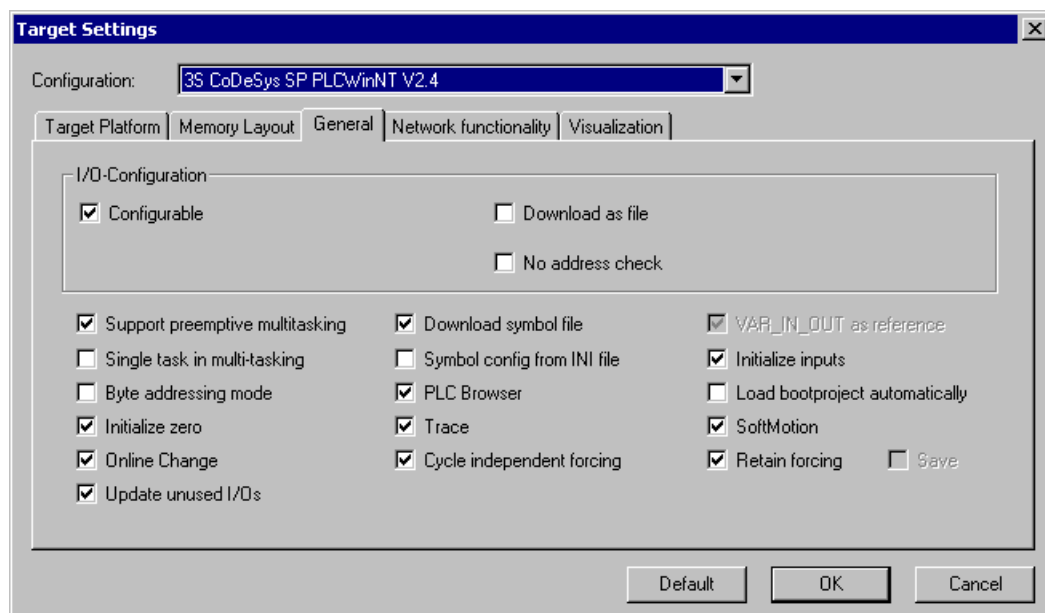 Target Settings
Configuration: 3S CoDeSys SP PLCWinNT V2.4
Target Platform Memory Layout General Network functionality Visualization
I/O-Configuration
Configurable Download as file
No address check
Support preemptive multitasking Download symbol file VAR_IN_OUT as reference
Single task in multi-tasking Symbol config from INI file Initialize inputs
Byte addressing mode PLC Browser Load bootproject automatically
Initialize zero Trace SoftMotion
Online Change Cycle independent forcing Retain forcing Save
Update unused I/Os
Default OK Cancel